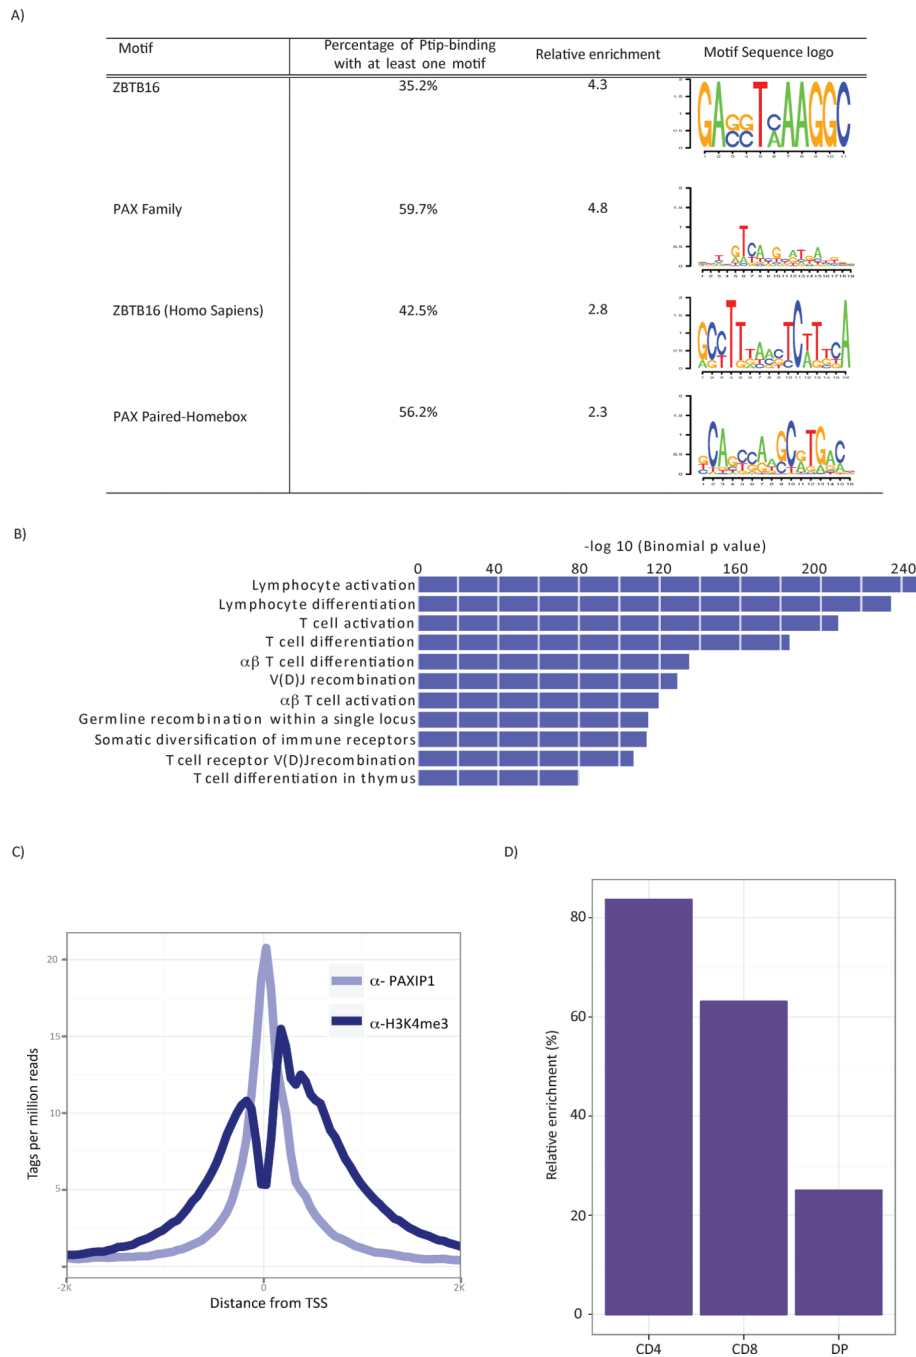 A)
Motif
Percentage of Ptip-binding
with at least one motif
Relative enrichment
Motif Sequence logo
ZBTB16
35.2%
4.3
GA T AAGGC
PAX Family
59.7%
4.8
ZBTB16 (Homo Sapiens)
42.5%
2.8
PAX Paired-Homebox
56.2%
2.3
B)
-log 10 (Binomial p value)
0 40 80 120 160 200 240
Lymphocyte activation
Lymphocyte differentiation
T cell activation
T cell differentiation
αβ T cell differentiation
V(D)J recombination
αβ T cell activation
Germline recombination within a single locus
Somatic diversification of immune receptors
T cell receptor V(D)J recombination
T cell differentiation in thymus
C)
Tags per million reads
20
15
10
5
α- PAXIP1
α-H3K4me3
-2K 0 2K
Distance from TSS
D)
Relative enrichment (%)
80
60
40
20
0
CD4 CD8 DP